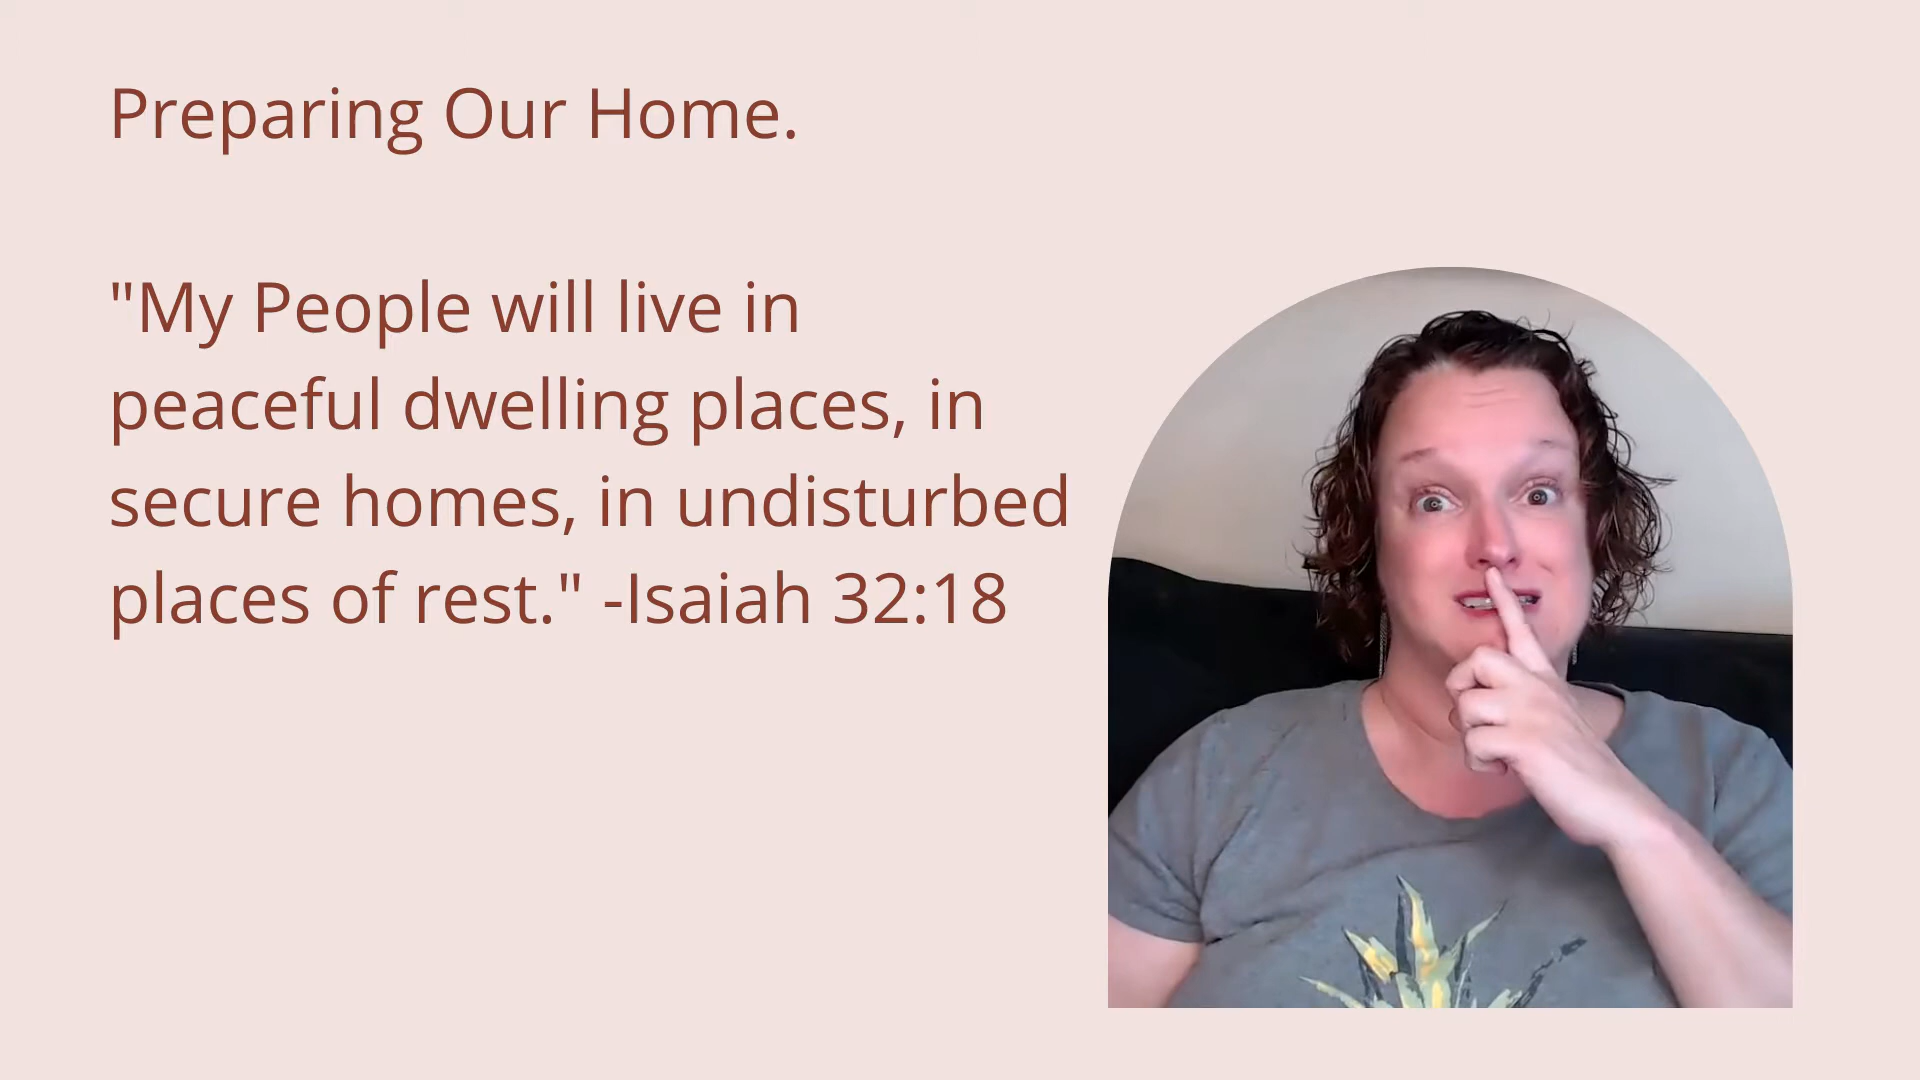 Preparing Our Home.
"My People will live in
peaceful dwelling places, in
secure homes, in undisturbed
places of rest." -Isaiah 32:18